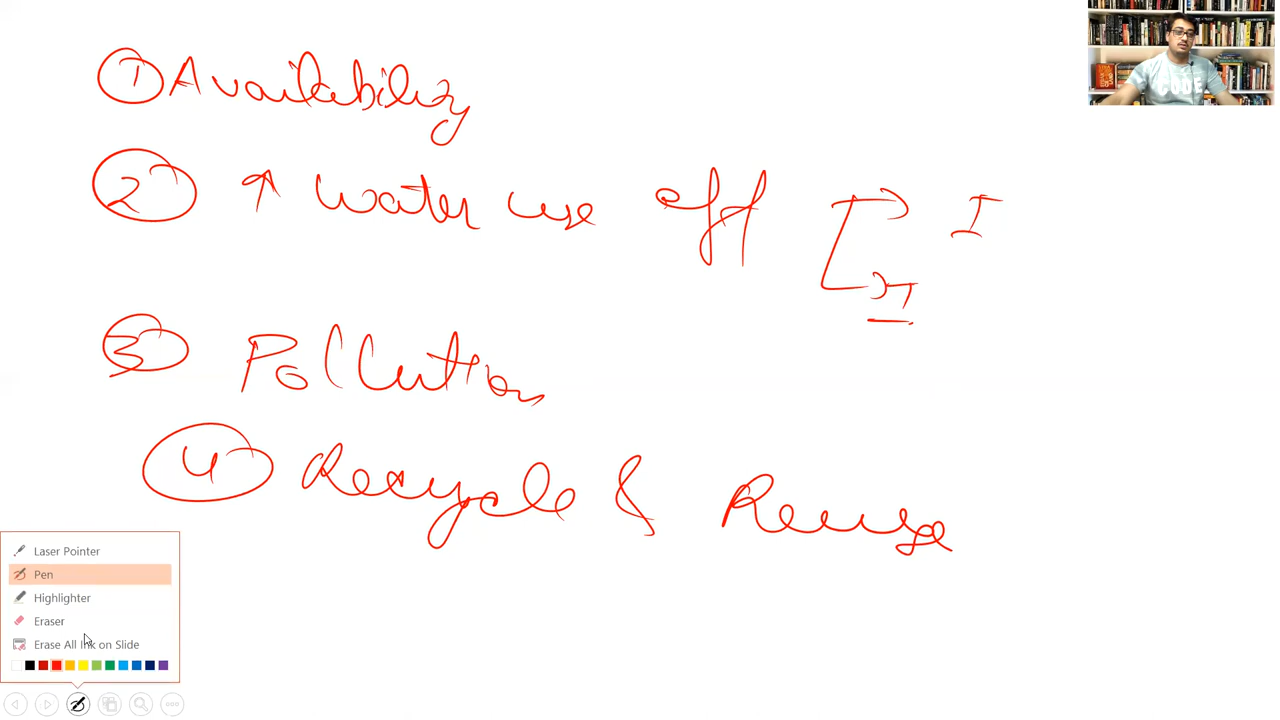 ① Availability
② ↑ water use eff I
I
③ Pollution
④ Recycle & Reuse
Laser Pointer
Pen
Highlighter
Eraser
Erase All Ink on Slide
CODE